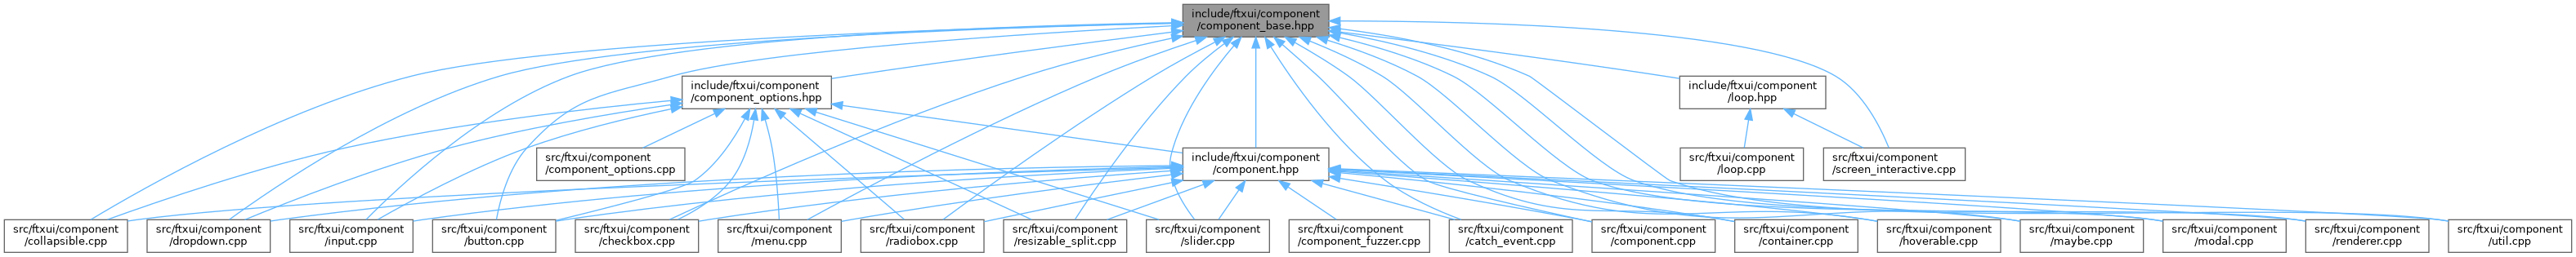 include/ftxui/component
/component_base.hpp
include/ftxui/component
/component_options.hpp
include/ftxui/component
/loop.hpp
src/ftxui/component
/component_options.cpp
include/ftxui/component
/component.hpp
src/ftxui/component
/loop.cpp
src/ftxui/component
/screen_interactive.cpp
src/ftxui/component
/collapsible.cpp
src/ftxui/component
/dropdown.cpp
src/ftxui/component
/input.cpp
src/ftxui/component
/button.cpp
src/ftxui/component
/checkbox.cpp
src/ftxui/component
/menu.cpp
src/ftxui/component
/radiobox.cpp
src/ftxui/component
/resizable_split.cpp
src/ftxui/component
/slider.cpp
src/ftxui/component
/component_fuzzer.cpp
src/ftxui/component
/catch_event.cpp
src/ftxui/component
/component.cpp
src/ftxui/component
/container.cpp
src/ftxui/component
/hoverable.cpp
src/ftxui/component
/maybe.cpp
src/ftxui/component
/modal.cpp
src/ftxui/component
/renderer.cpp
src/ftxui/component
/util.cpp